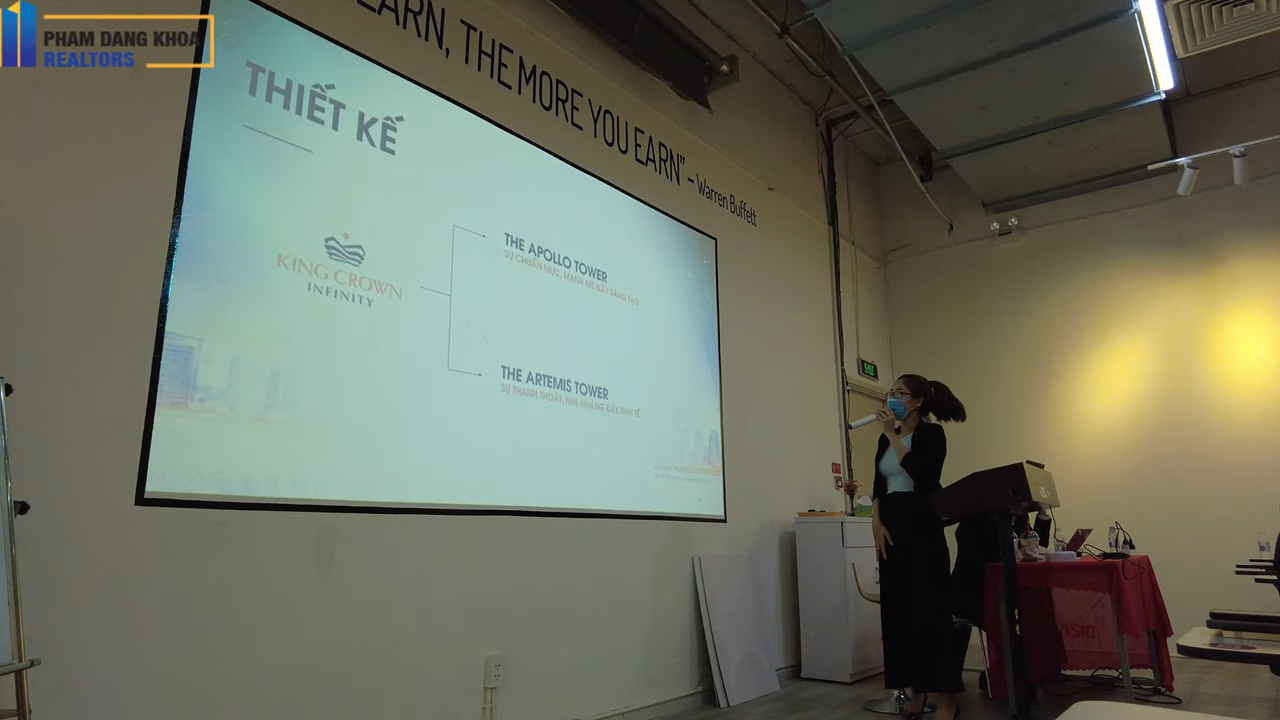 PHAM DANG KHOA
REALTORS
EARN, THE MORE YOU EARN" - Warren Buffett
THIẾT KẾ
KING CROWN
INFINITY
THE APOLLO TOWER
SỰ CHUẨN MỰC, MẠNH MẼ ĐẦY SÁNG TẠO
THE ARTEMIS TOWER
SỰ THANH THOÁT, NHẸ NHÀNG ĐẦY TINH TẾ
EXIT